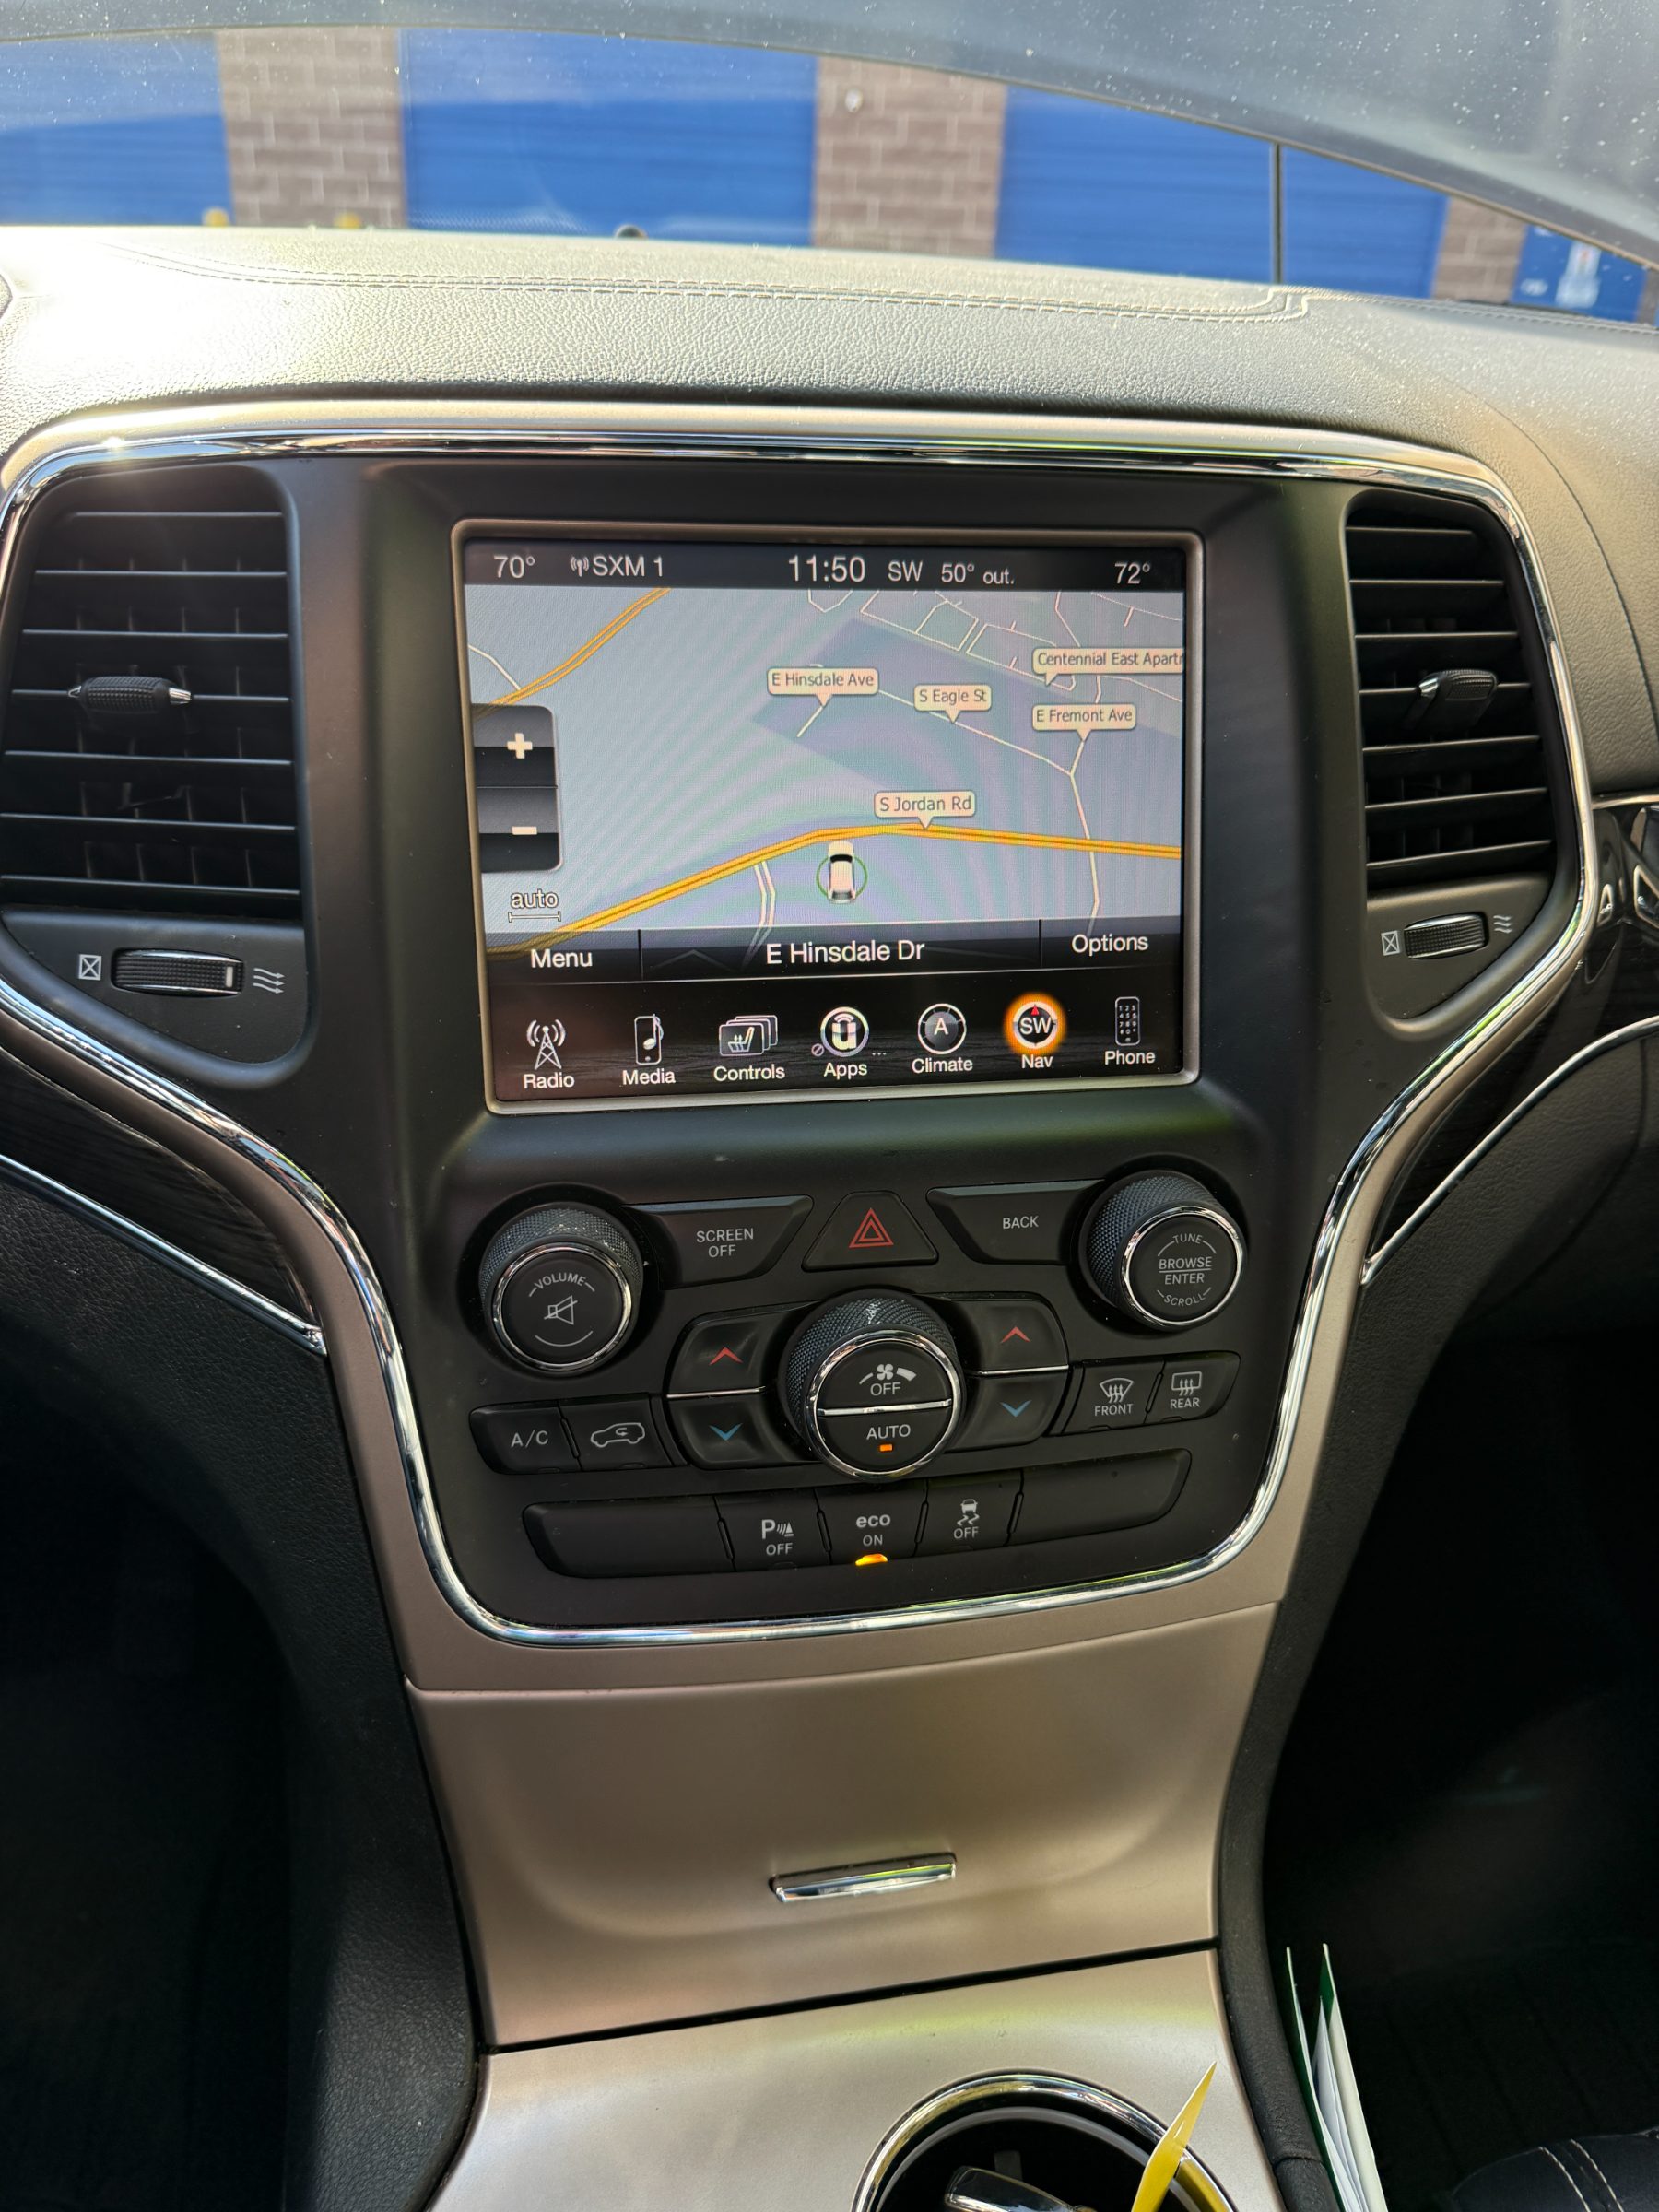 70° SXM 1 11:50 SW 50° out. 72°
Centennial East Apartr
E Hinsdale Ave
S Eagle St
E Fremont Ave
+
S Jordan Rd
−
auto
Menu E Hinsdale Dr Options
A SW
Radio Media Controls Apps ... Climate Nav Phone
SCREEN
OFF
BACK
TUNE
BROWSE
ENTER
SCROLL
VOLUME
OFF
AUTO
A/C
FRONT
REAR
P
OFF
eco
ON
OFF